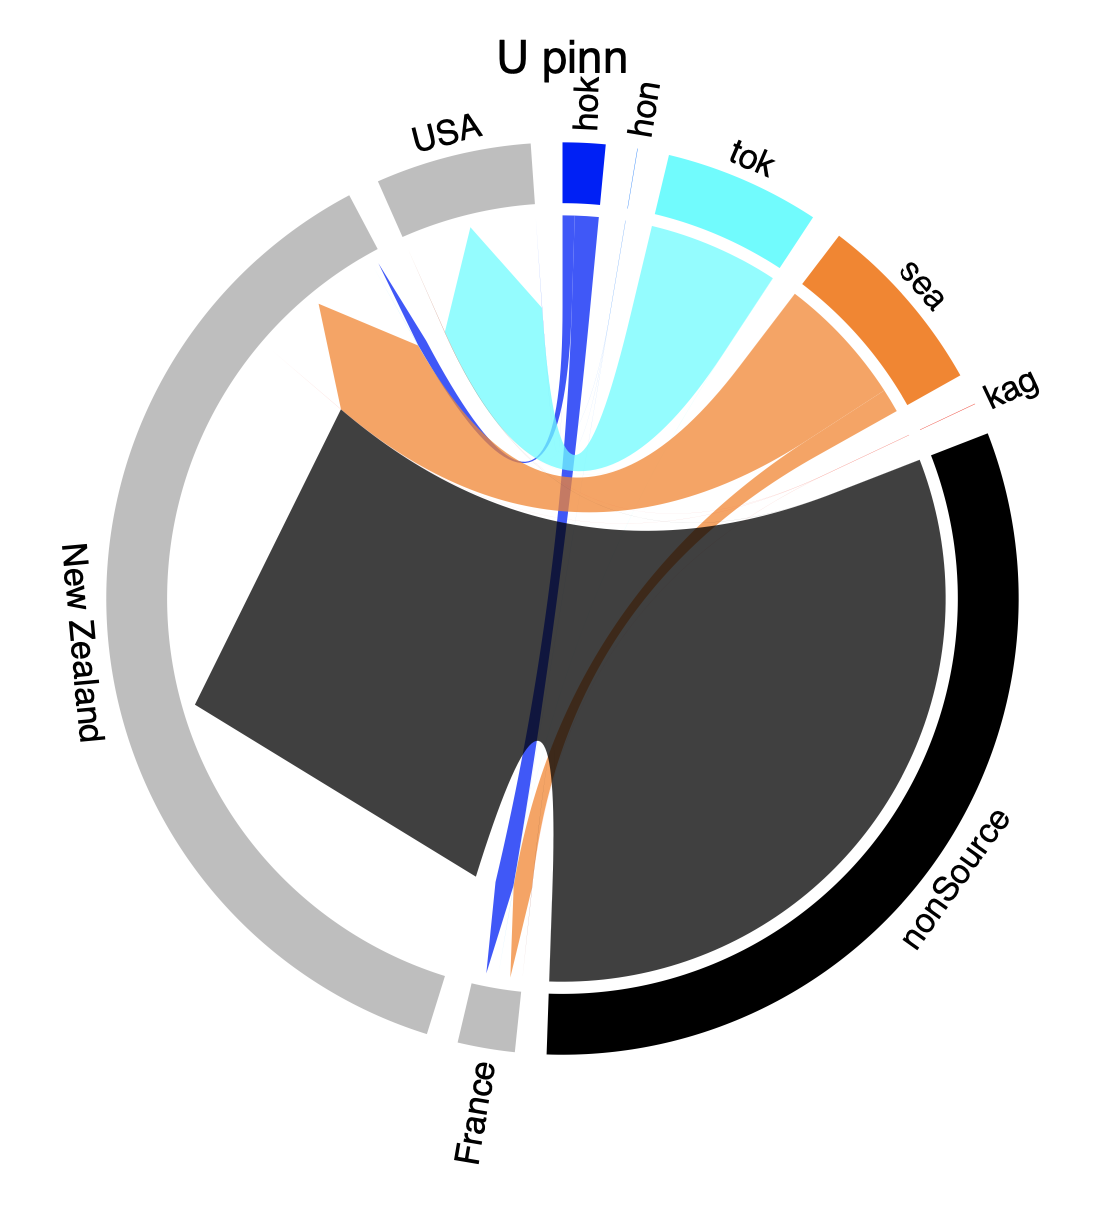 U pinn
hok
hon
tok
sea
kag
nonSource
France
New Zealand
USA